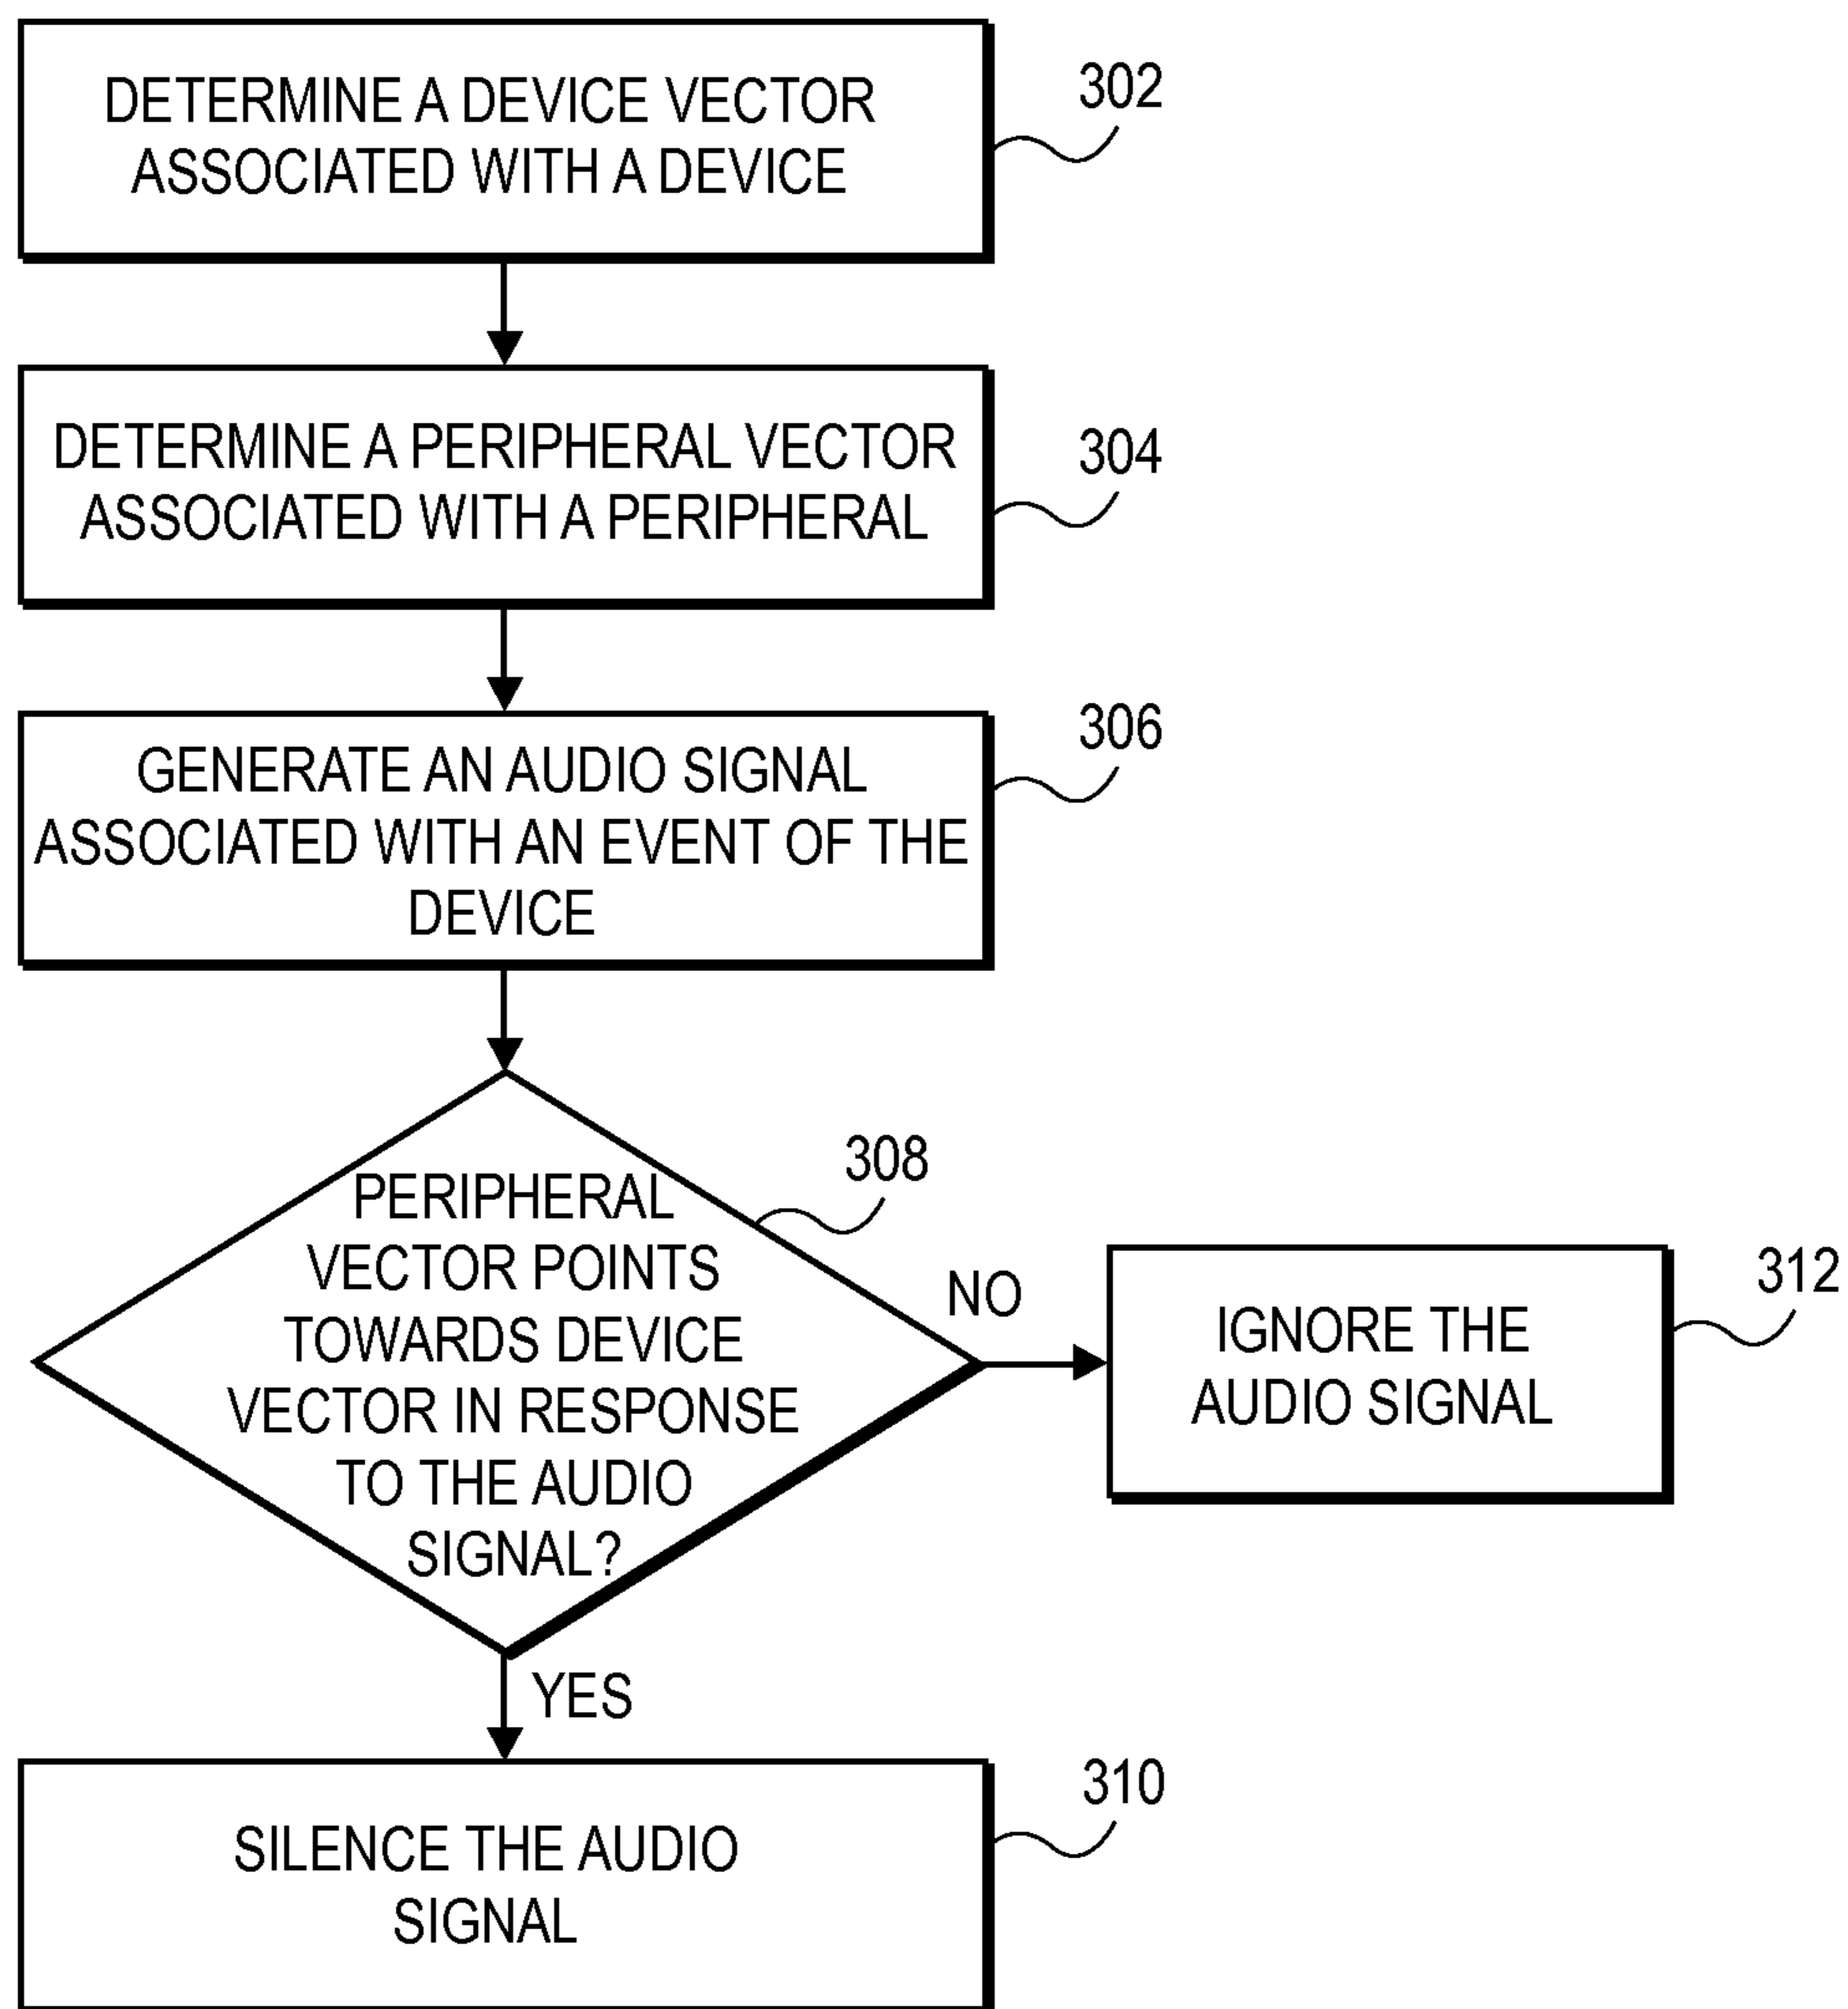 DETERMINE A DEVICE VECTOR
ASSOCIATED WITH A DEVICE
302
DETERMINE A PERIPHERAL VECTOR
ASSOCIATED WITH A PERIPHERAL
304
GENERATE AN AUDIO SIGNAL
ASSOCIATED WITH AN EVENT OF THE
DEVICE
306
PERIPHERAL
VECTOR POINTS
TOWARDS DEVICE
VECTOR IN RESPONSE
TO THE AUDIO
SIGNAL?
308
NO
IGNORE THE
AUDIO SIGNAL
312
YES
SILENCE THE AUDIO
SIGNAL
310